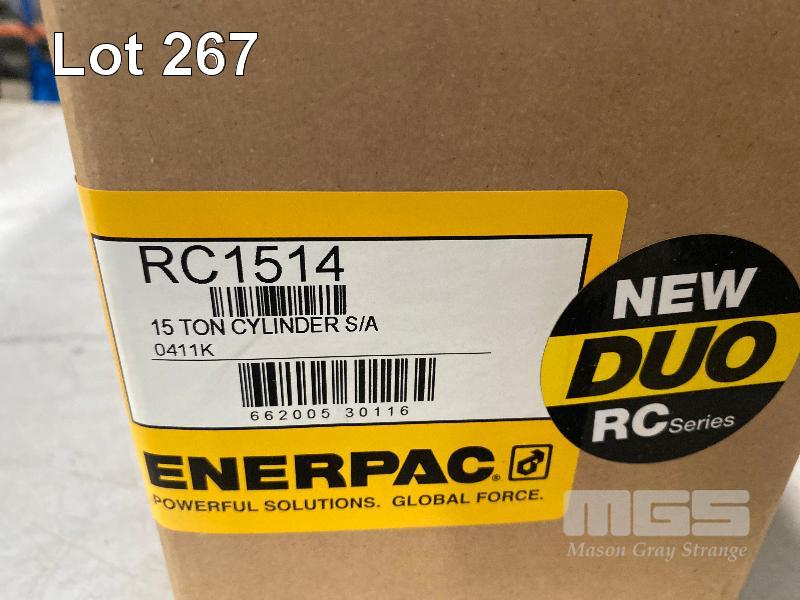 Lot 267
RC1514
15 TON CYLINDER S/A
0411K
662005 30116
ENERPAC®
POWERFUL SOLUTIONS. GLOBAL FORCE.
NEW
DUO
RC Series
MGS
Mason Gray Strange